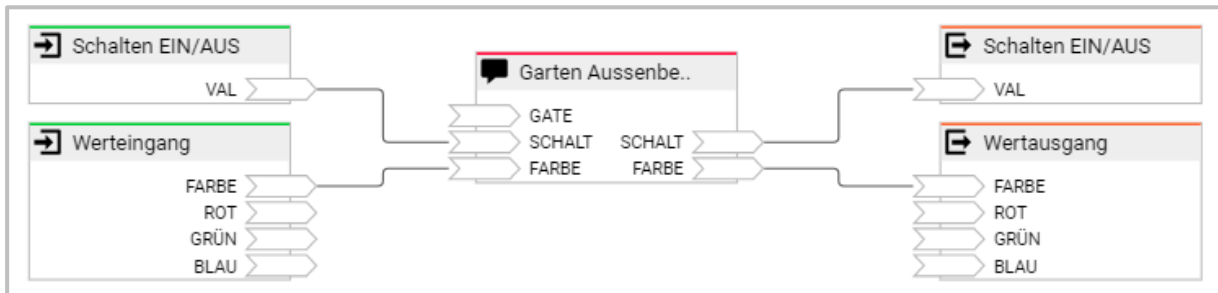 Schalten EIN/AUS
VAL
Werteingang
FARBE
ROT
GRÜN
BLAU
Garten Aussenbe..
GATE
SCHALT SCHALT
FARBE FARBE
Schalten EIN/AUS
VAL
Wertausgang
FARBE
ROT
GRÜN
BLAU